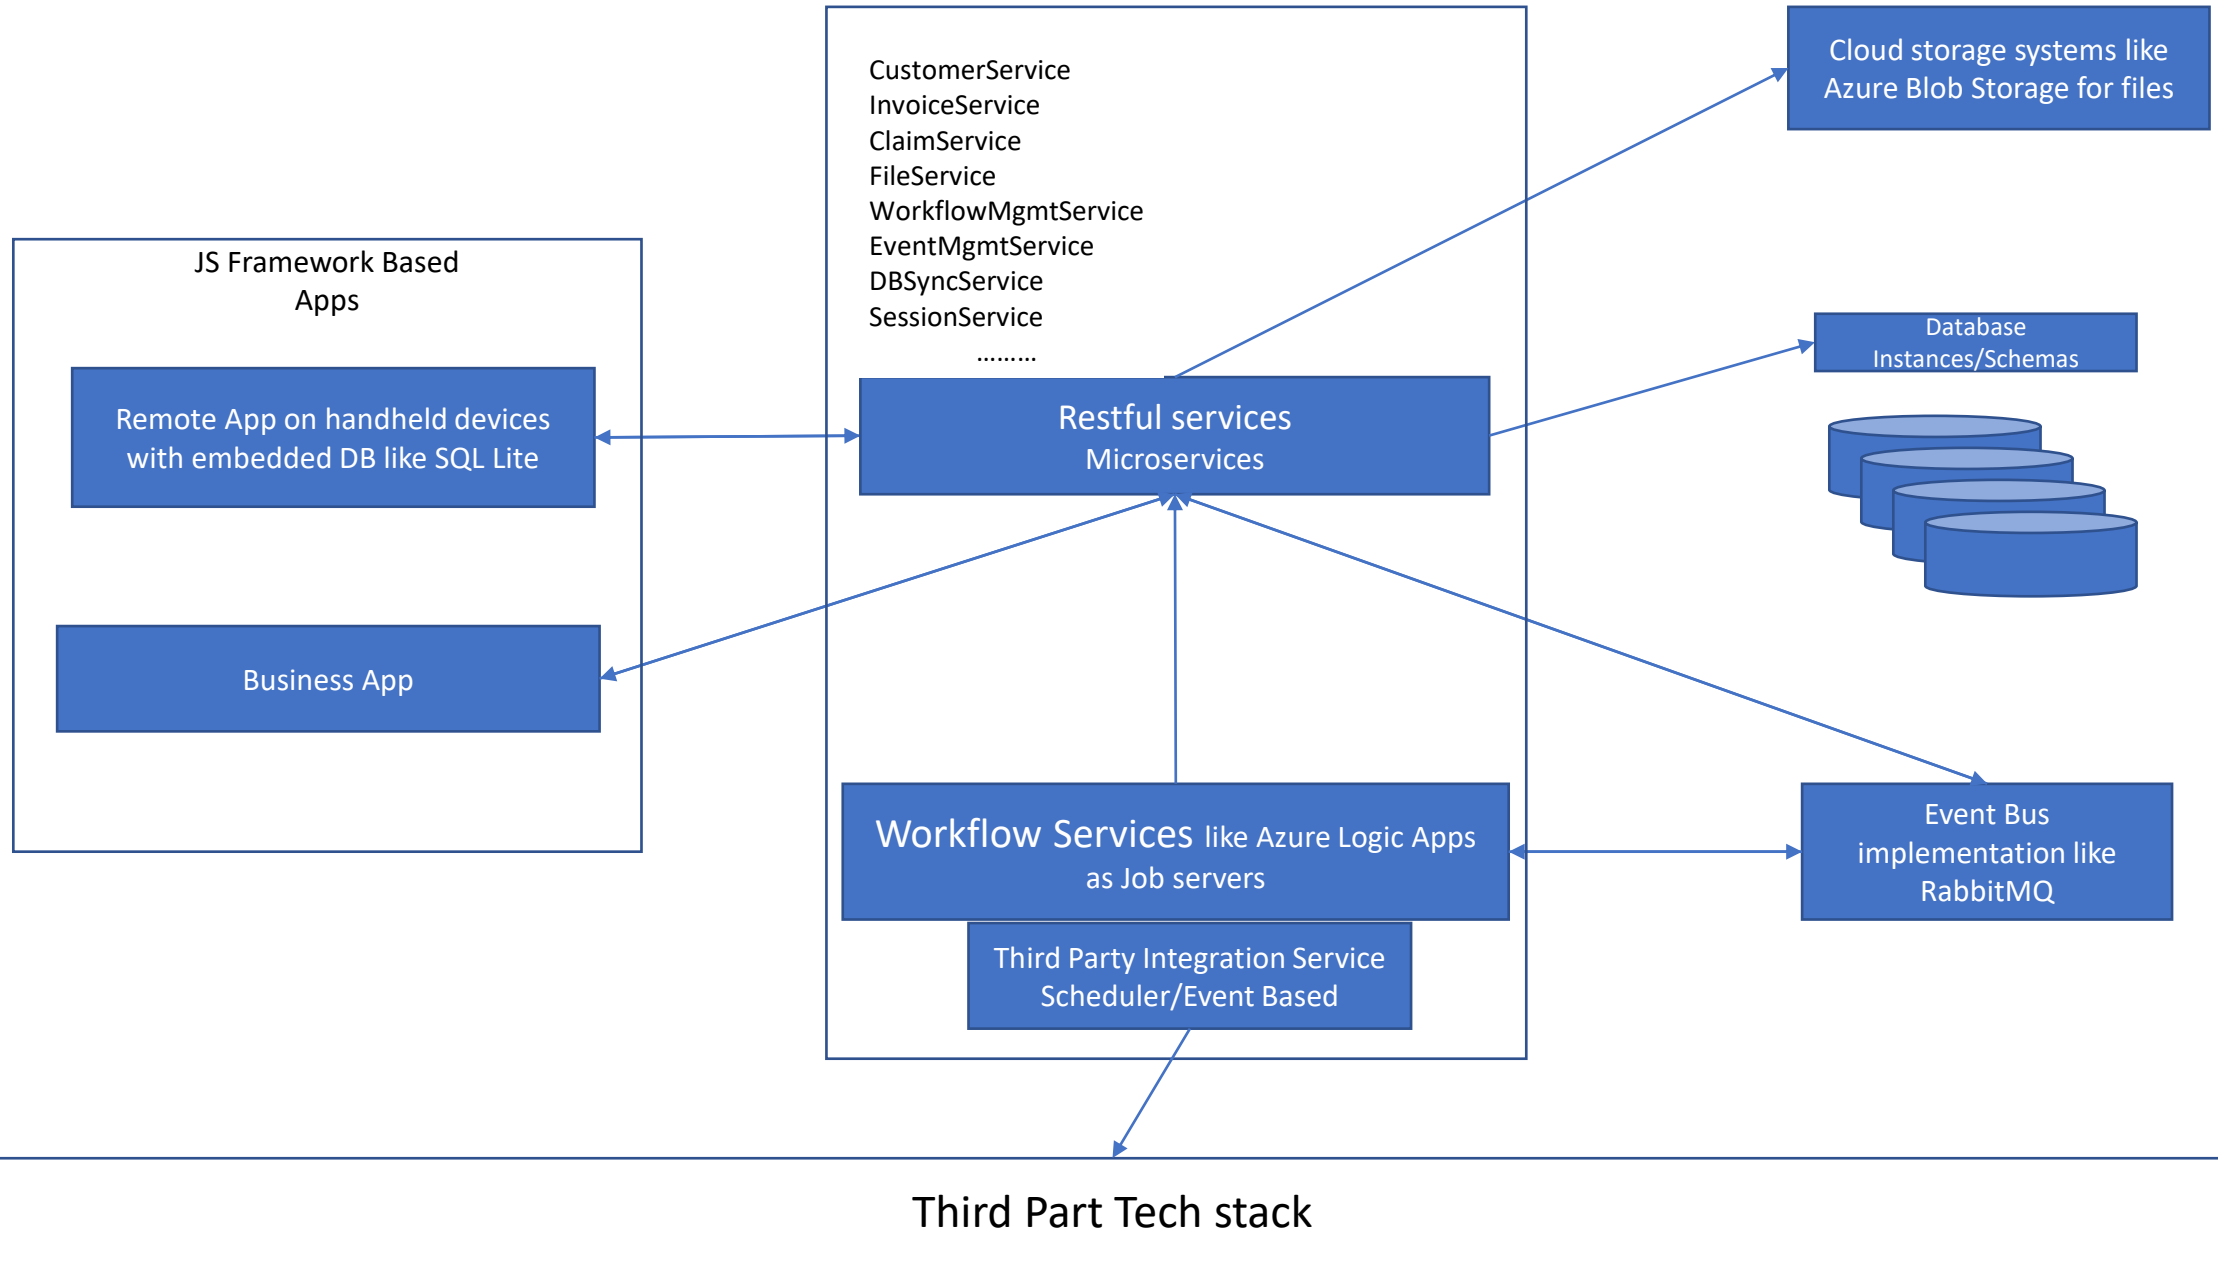 CustomerService
InvoiceService
ClaimService
FileService
WorkflowMgmtService
EventMgmtService
DBSyncService
SessionService
………
Cloud storage systems like
Azure Blob Storage for files
JS Framework Based
Apps
Remote App on handheld devices
with embedded DB like SQL Lite
Restful services
Microservices
Database
Instances/Schemas
Business App
Workflow Services like Azure Logic Apps
as Job servers
Event Bus
implementation like
RabbitMQ
Third Party Integration Service
Scheduler/Event Based
Third Part Tech stack